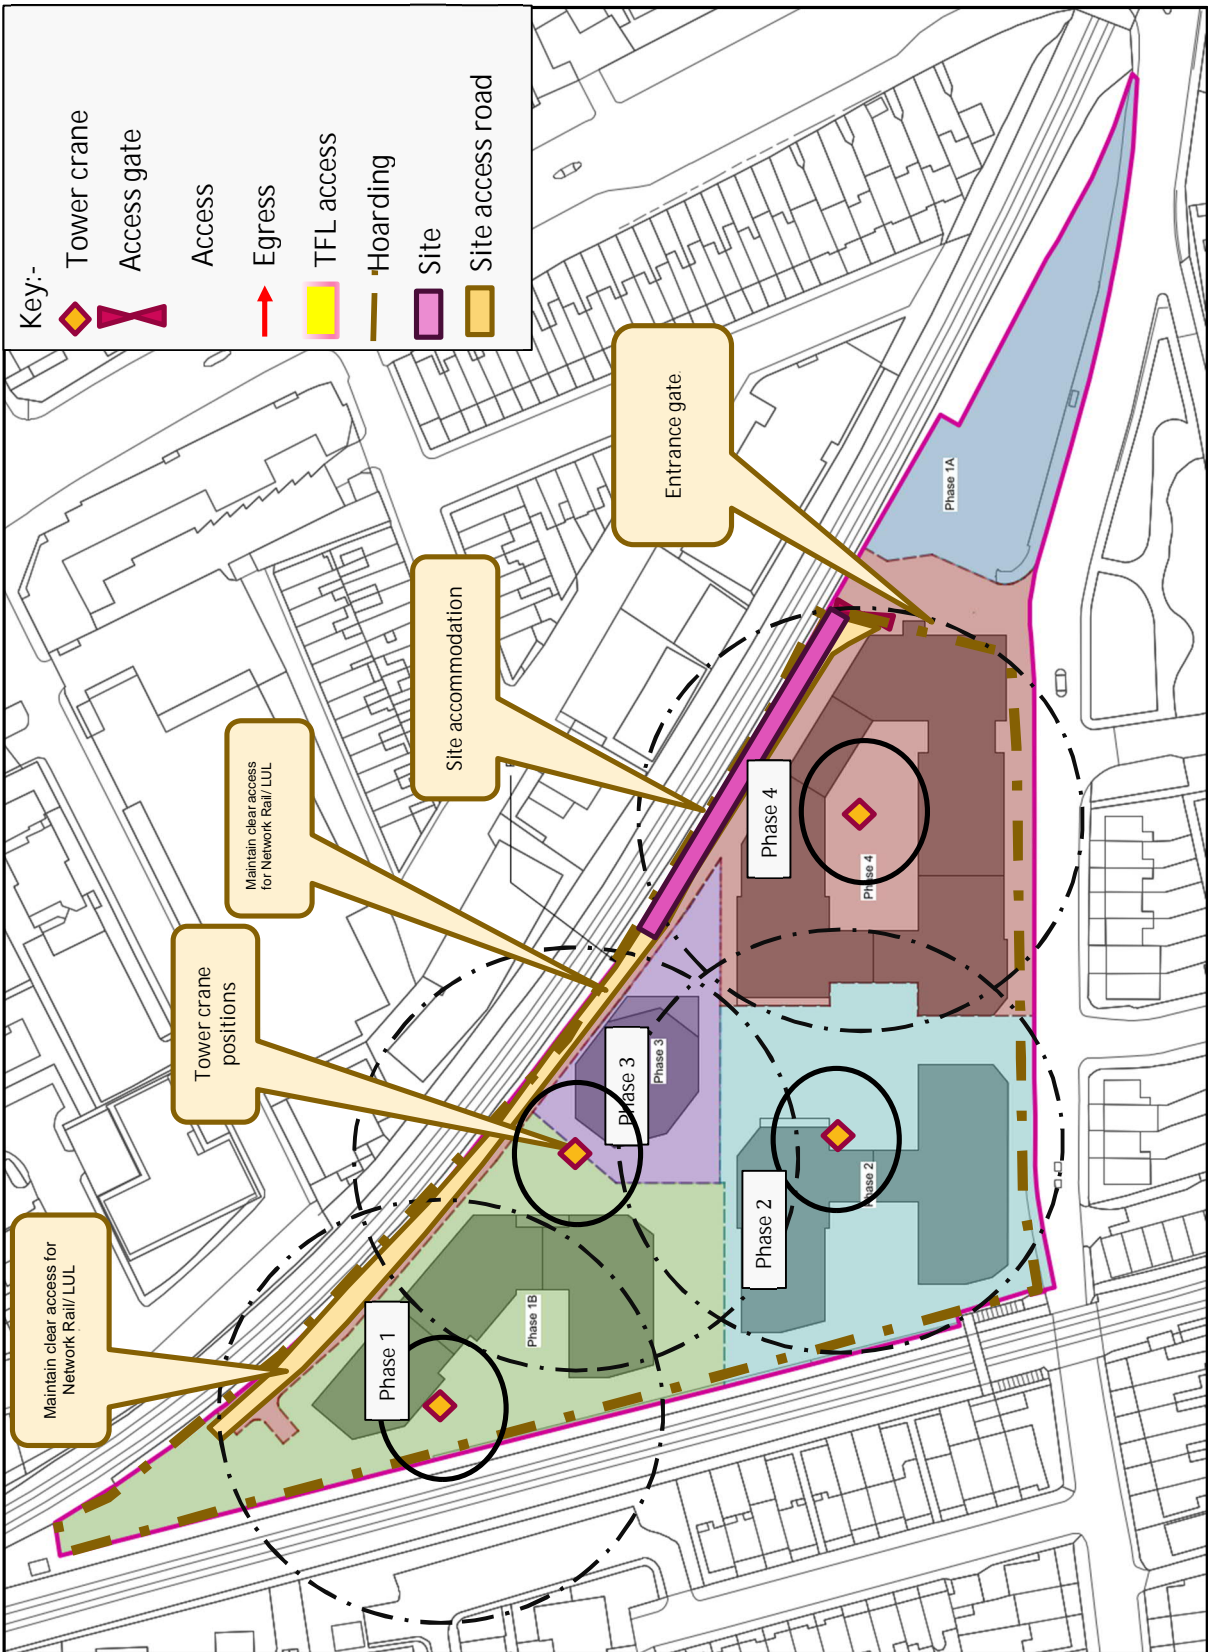 Key:-
Tower crane
Access gate
Access
Egress
TFL access
Hoarding
Site
Site access road
Maintain clear access for
Network Rail/ LUL
Tower crane
positions
Maintain clear access
for Network Rail/ LUL
Site accommodation
Entrance gate.
Phase 1
Phase 1B
Phase 3
Phase 3
Phase 2
Phase 2
Phase 4
Phase 4
Phase 1A